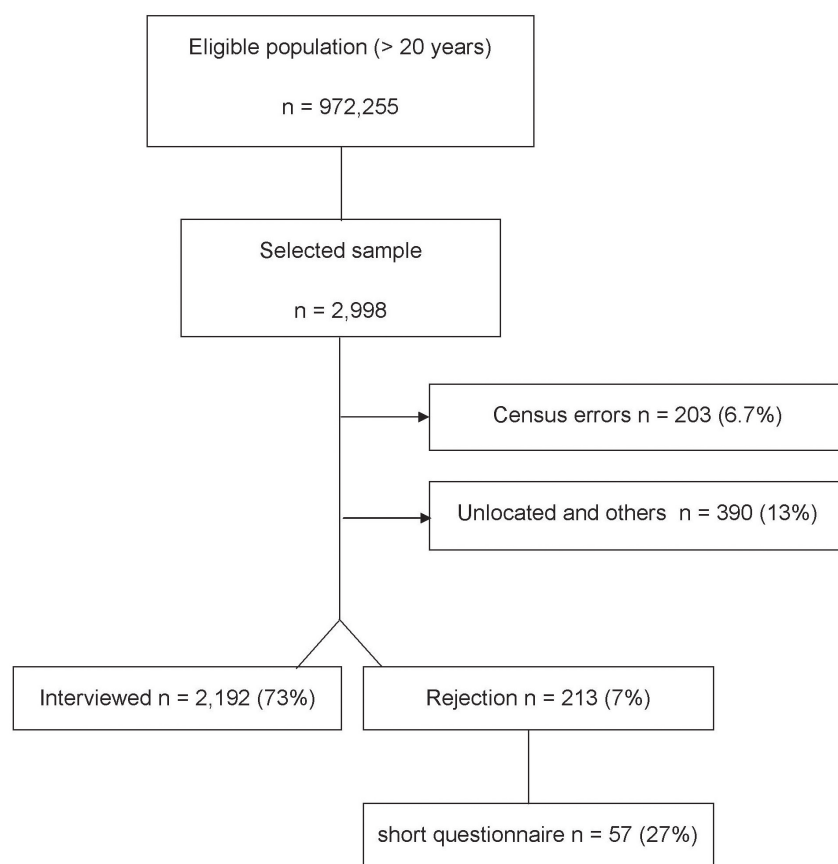 Eligible population (> 20 years)
n = 972,255
Selected sample
n = 2,998
Census errors n = 203 (6.7%)
Unlocated and others n = 390 (13%)
Interviewed n = 2,192 (73%)
Rejection n = 213 (7%)
short questionnaire n = 57 (27%)